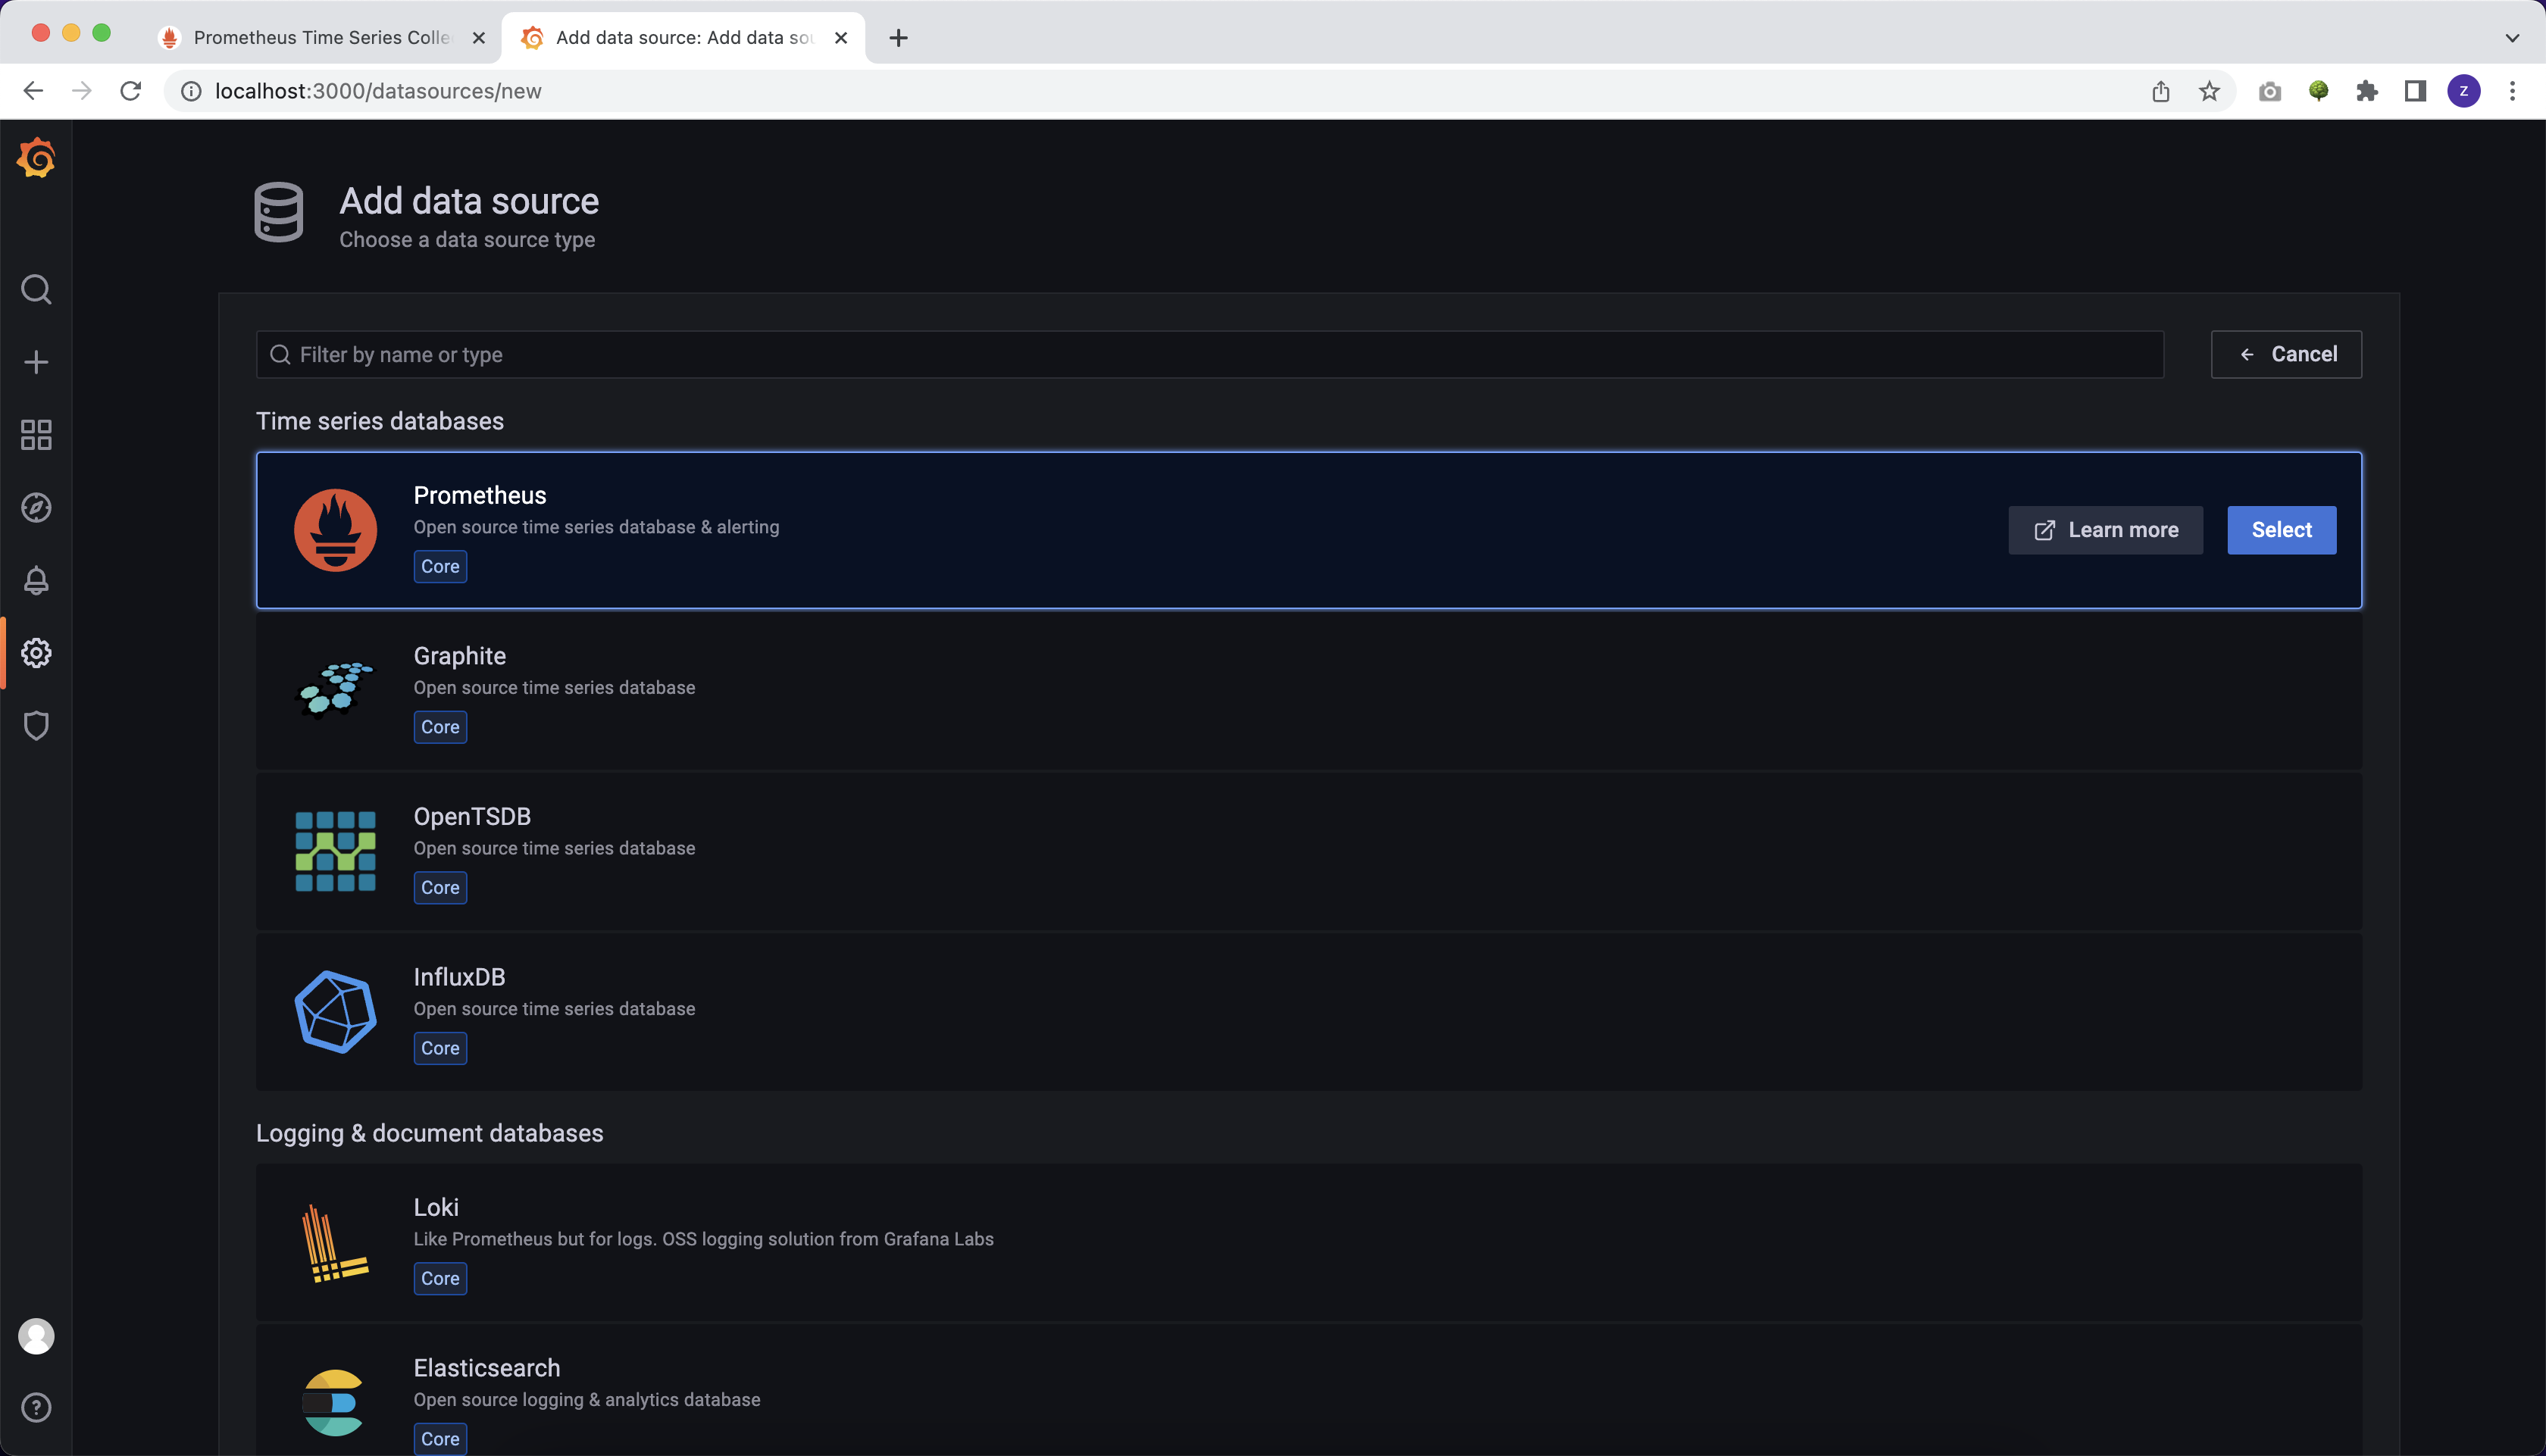 Prometheus Time Series Colle
Add data source: Add data sou
localhost:3000/datasources/new
Z
Add data source
Choose a data source type
Filter by name or type
Cancel
Time series databases
Prometheus
Open source time series database & alerting
Core
Learn more
Select
Graphite
Open source time series database
Core
OpenTSDB
Open source time series database
Core
InfluxDB
Open source time series database
Core
Logging & document databases
Loki
Like Prometheus but for logs. OSS logging solution from Grafana Labs
Core
Elasticsearch
Open source logging & analytics database
Core